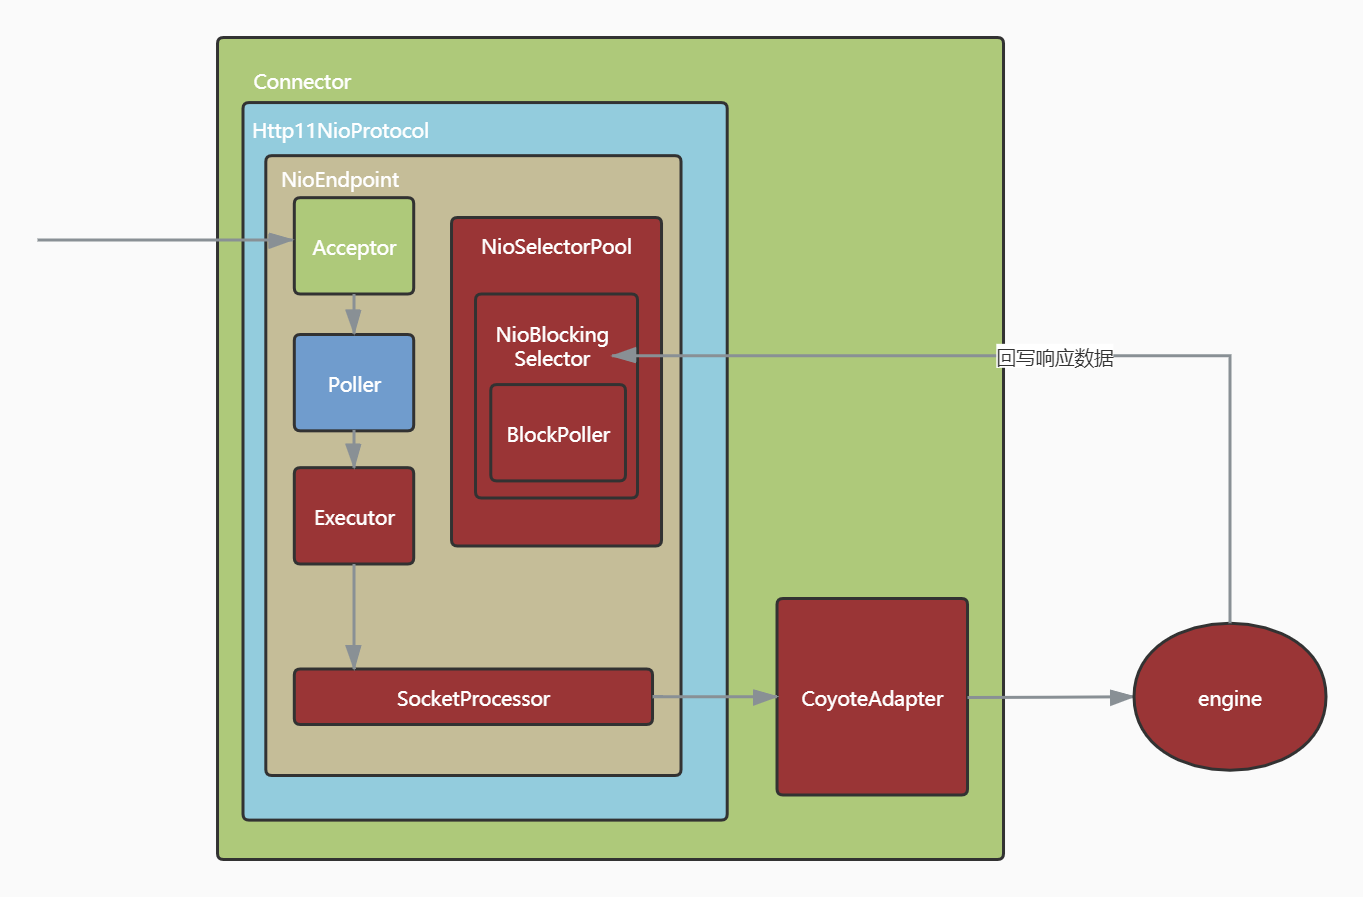 Connector
Http11NioProtocol
NioEndpoint
Acceptor
NioSelectorPool
NioBlocking
Selector
回写响应数据
Poller
BlockPoller
Executor
SocketProcessor
CoyoteAdapter
engine